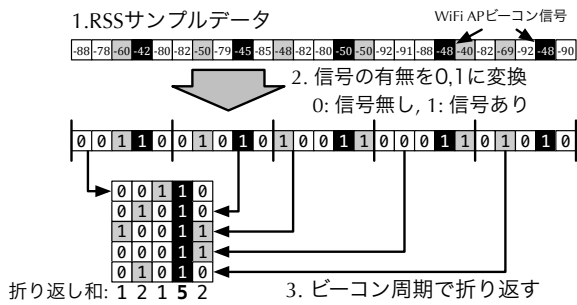 1.RSSサンプルデータ
WiFi APビーコン信号
-88 -78 -60 -42 -80 -82 -50 -79 -45 -85 -48 -82 -80 -50 -50 -92 -91 -88 -48 -40 -82 -69 -92 -48 -90
2. 信号の有無を0,1に変換
0: 信号無し, 1: 信号あり
0 0 1 1 0 0 1 0 1 0 1 0 0 1 1 0 0 0 1 1 0 1 0 1 0
0 0 1 1 0
0 1 0 1 0
1 0 0 1 1
0 0 0 1 1
0 1 0 1 0
折り返し和: 1 2 1 5 2
3. ビーコン周期で折り返す